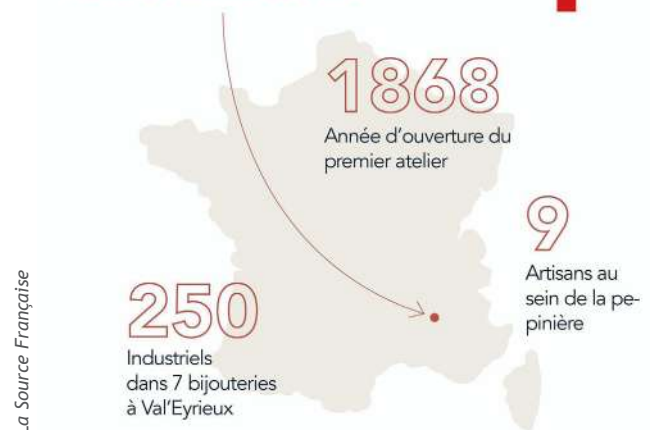 1868
Année d'ouverture du
premier atelier
9
Artisans au
sein de la pe-
pinière
250
Industriels
dans 7 bijouteries
à Val'Eyrieux
La Source Française